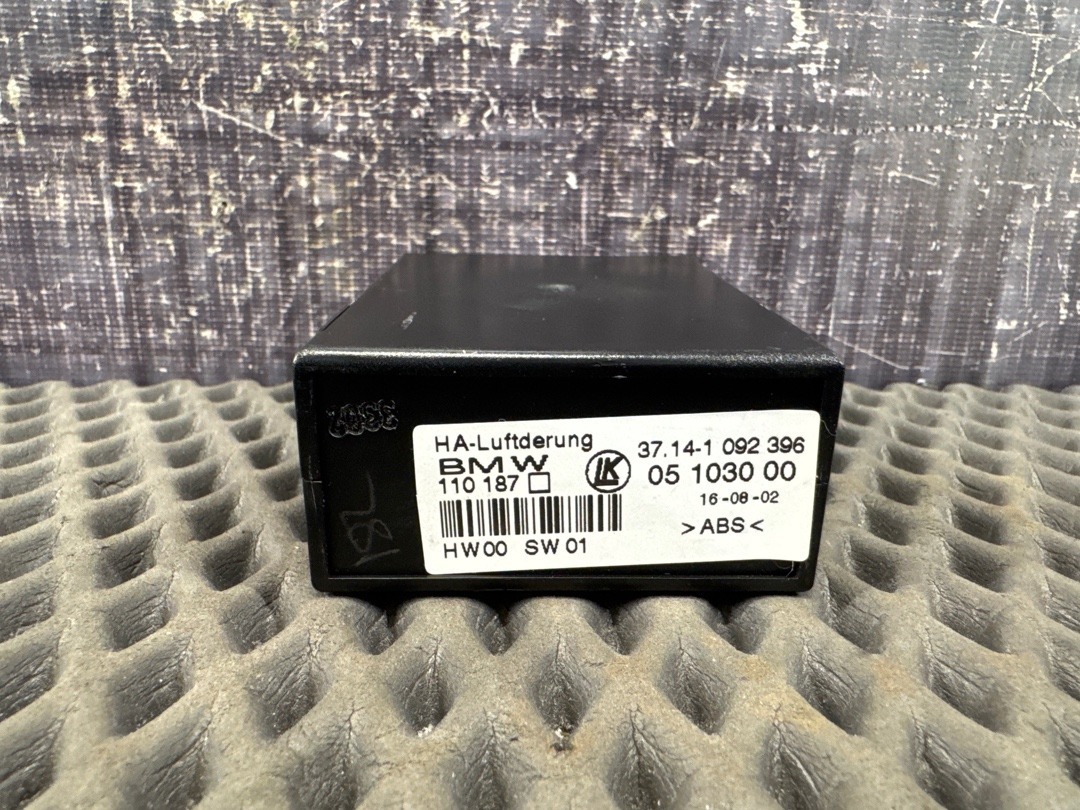 HA-Luftderung
37.14-1 092 396
BMW
LK
05 1030 00
110 187
16-08-02
>ABS<
HW00 SW01